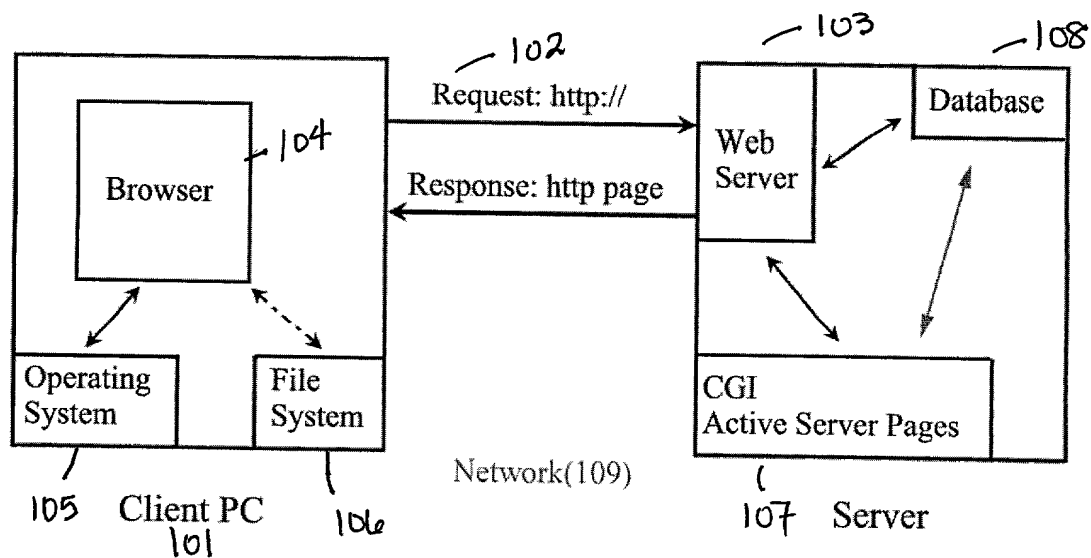 102
103
108
Request: http://
Database
104
Web
Server
Browser
Response: http page
Operating
System
File
System
CGI
Active Server Pages
Network(109)
105
Client PC
101
106
107
Server